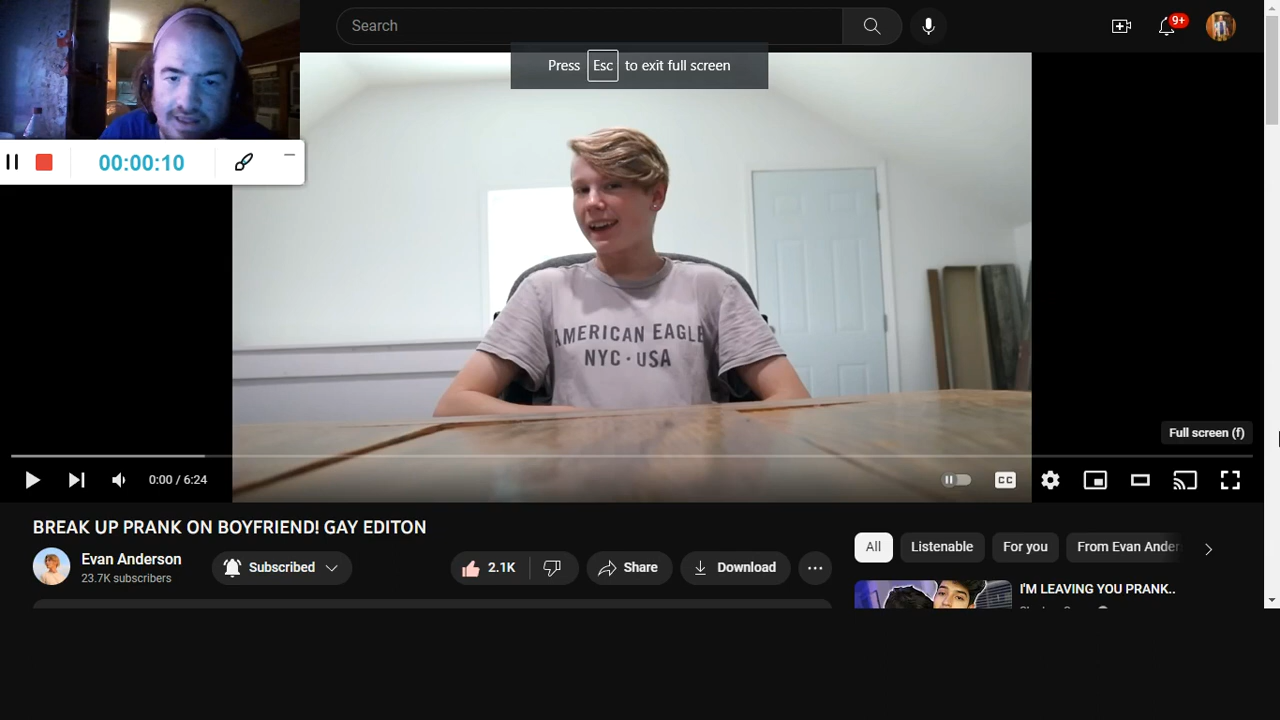 Search
9+
Press Esc to exit full screen
00:00:10
AMERICAN EAGLE
NYC · USA
Full screen (f)
0:00 / 6:24
CC
BREAK UP PRANK ON BOYFRIEND! GAY EDITON
Evan Anderson
23.7K subscribers
Subscribed
2.1K
Share
Download
All
Listenable
For you
From Evan Ander
I'M LEAVING YOU PRANK..